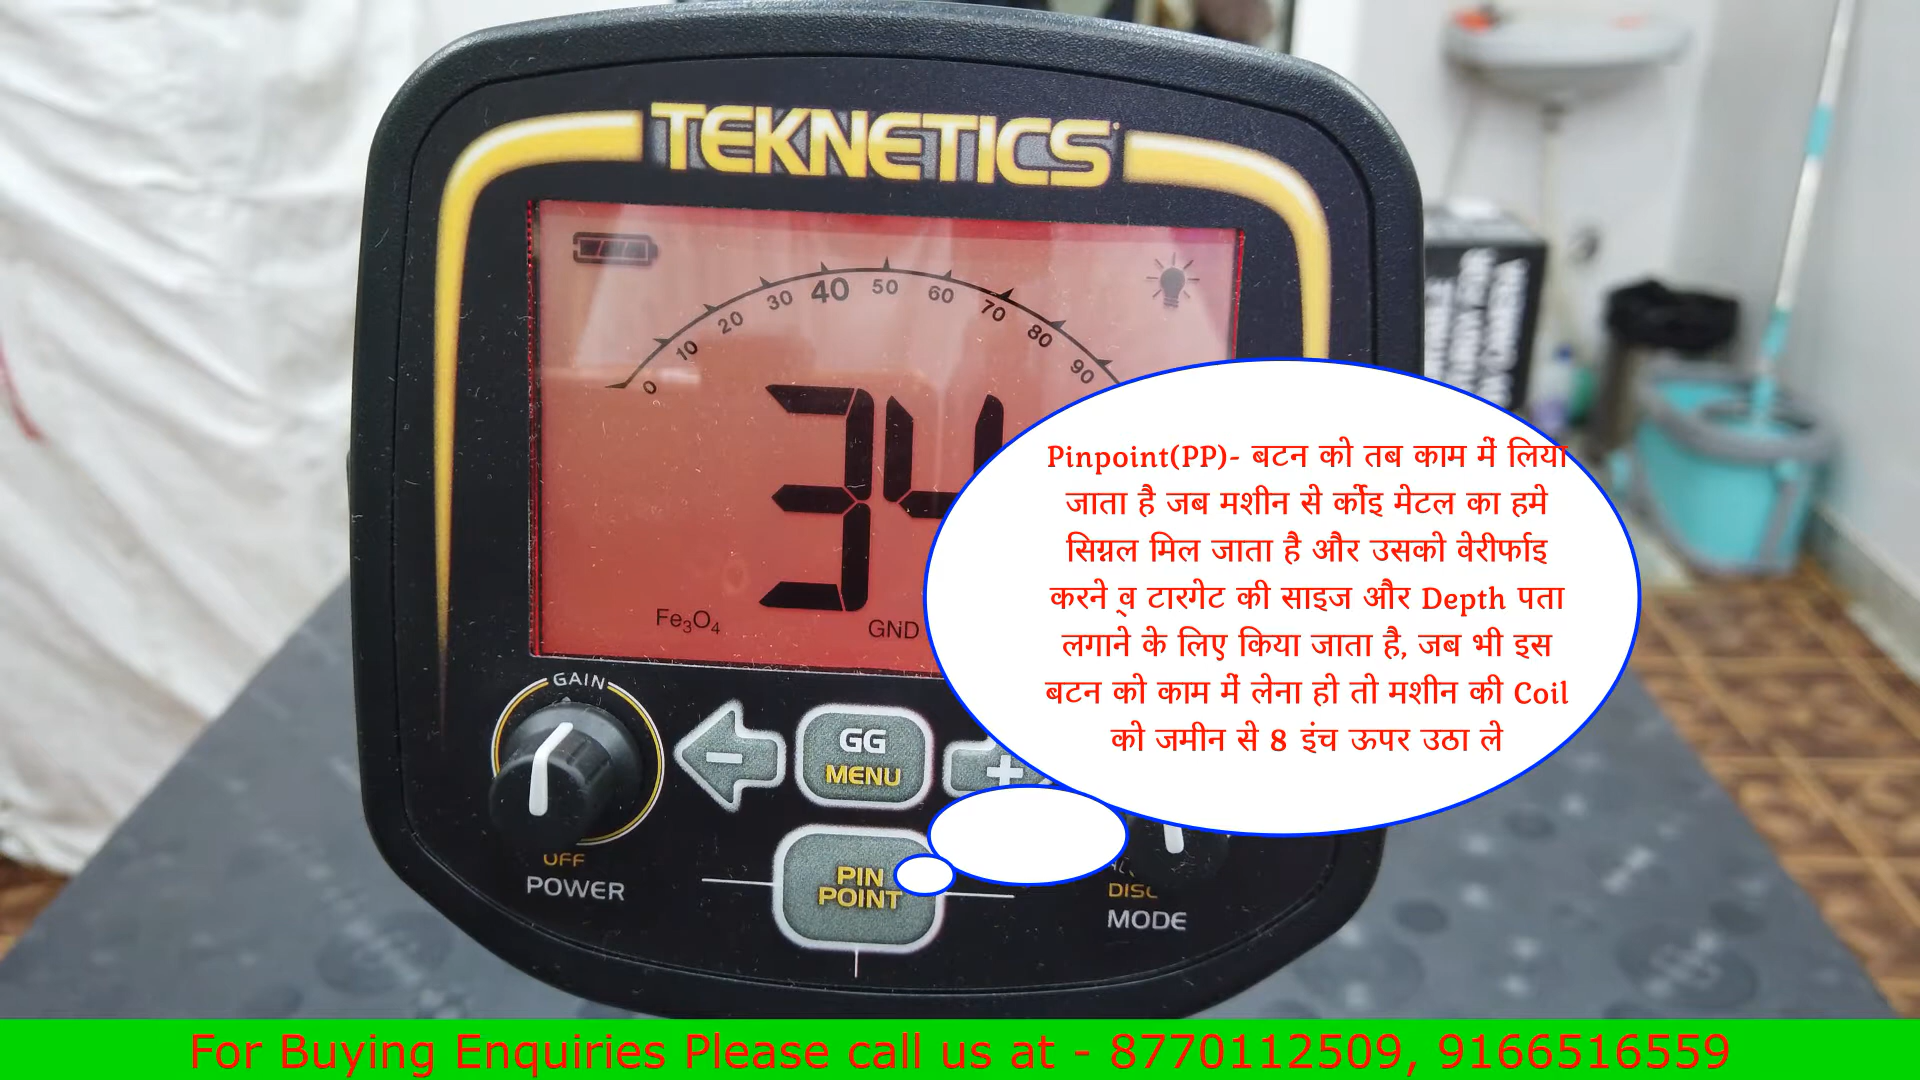 TEKNETICS
0 10 20 30 40 50 60 70 80 90
34
Fe3O4
GND
Pinpoint(PP)- बटन को तब काम में लिया
जाता है जब मशीन से कोई मेटल का हमे
सिग्नल मिल जाता है और उसको वेरीफाइ
करने व् टारगेट की साइज और Depth पता
लगाने के लिए किया जाता है, जब भी इस
बटन को काम में लेना हो तो मशीन की Coil
को जमीन से 8 इंच ऊपर उठा ले
GAIN
-
GG
MENU
+
OFF
POWER
PIN
POINT
DISC
MODE
For Buying Enquiries Please call us at - 8770112509, 9166516559